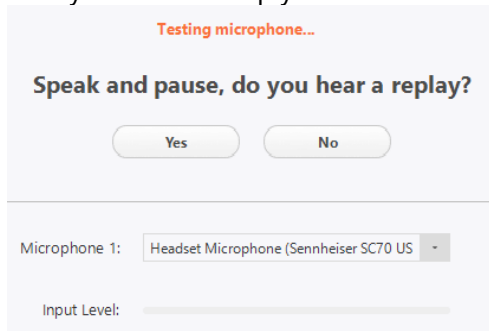 Testing microphone...
Speak and pause, do you hear a replay?
Yes No
Microphone 1: Headset Microphone (Sennheiser SC70 US
Input Level: